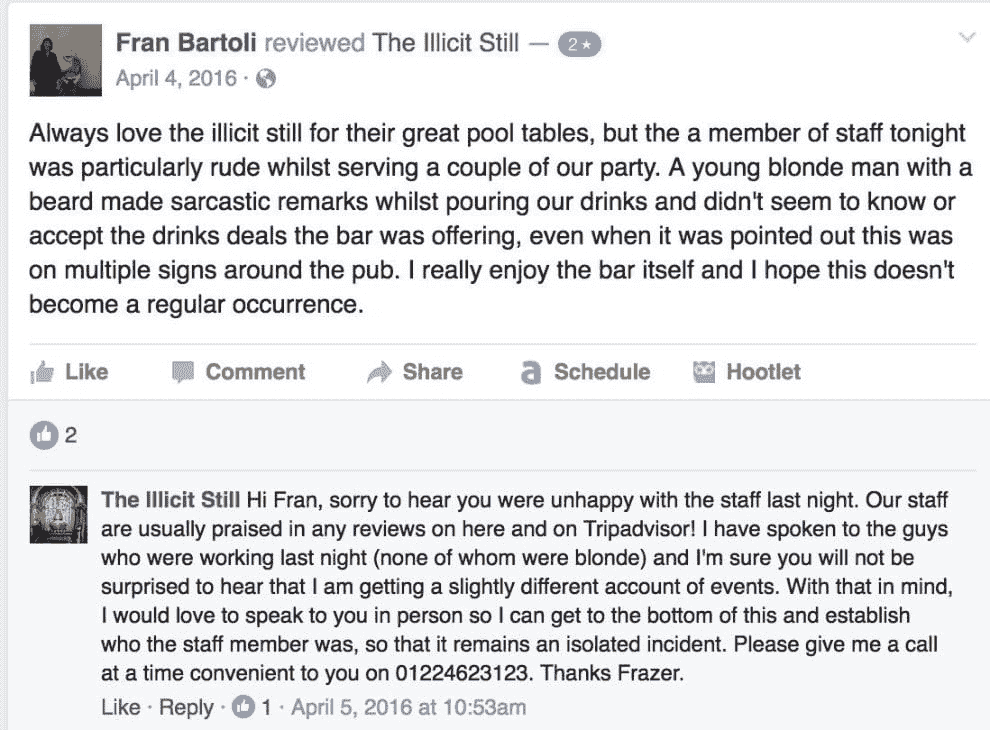 Fran Bartoli reviewed The Illicit Still — 2★
April 4, 2016 ·
Always love the illicit still for their great pool tables, but the a member of staff tonight
was particularly rude whilst serving a couple of our party. A young blonde man with a
beard made sarcastic remarks whilst pouring our drinks and didn't seem to know or
accept the drinks deals the bar was offering, even when it was pointed out this was
on multiple signs around the pub. I really enjoy the bar itself and I hope this doesn't
become a regular occurrence.
Like Comment Share Schedule Hootlet
2
The Illicit Still Hi Fran, sorry to hear you were unhappy with the staff last night. Our staff
are usually praised in any reviews on here and on Tripadvisor! I have spoken to the guys
who were working last night (none of whom were blonde) and I'm sure you will not be
surprised to hear that I am getting a slightly different account of events. With that in mind,
I would love to speak to you in person so I can get to the bottom of this and establish
who the staff member was, so that it remains an isolated incident. Please give me a call
at a time convenient to you on 01224623123. Thanks Frazer.
Like · Reply · 1 · April 5, 2016 at 10:53am